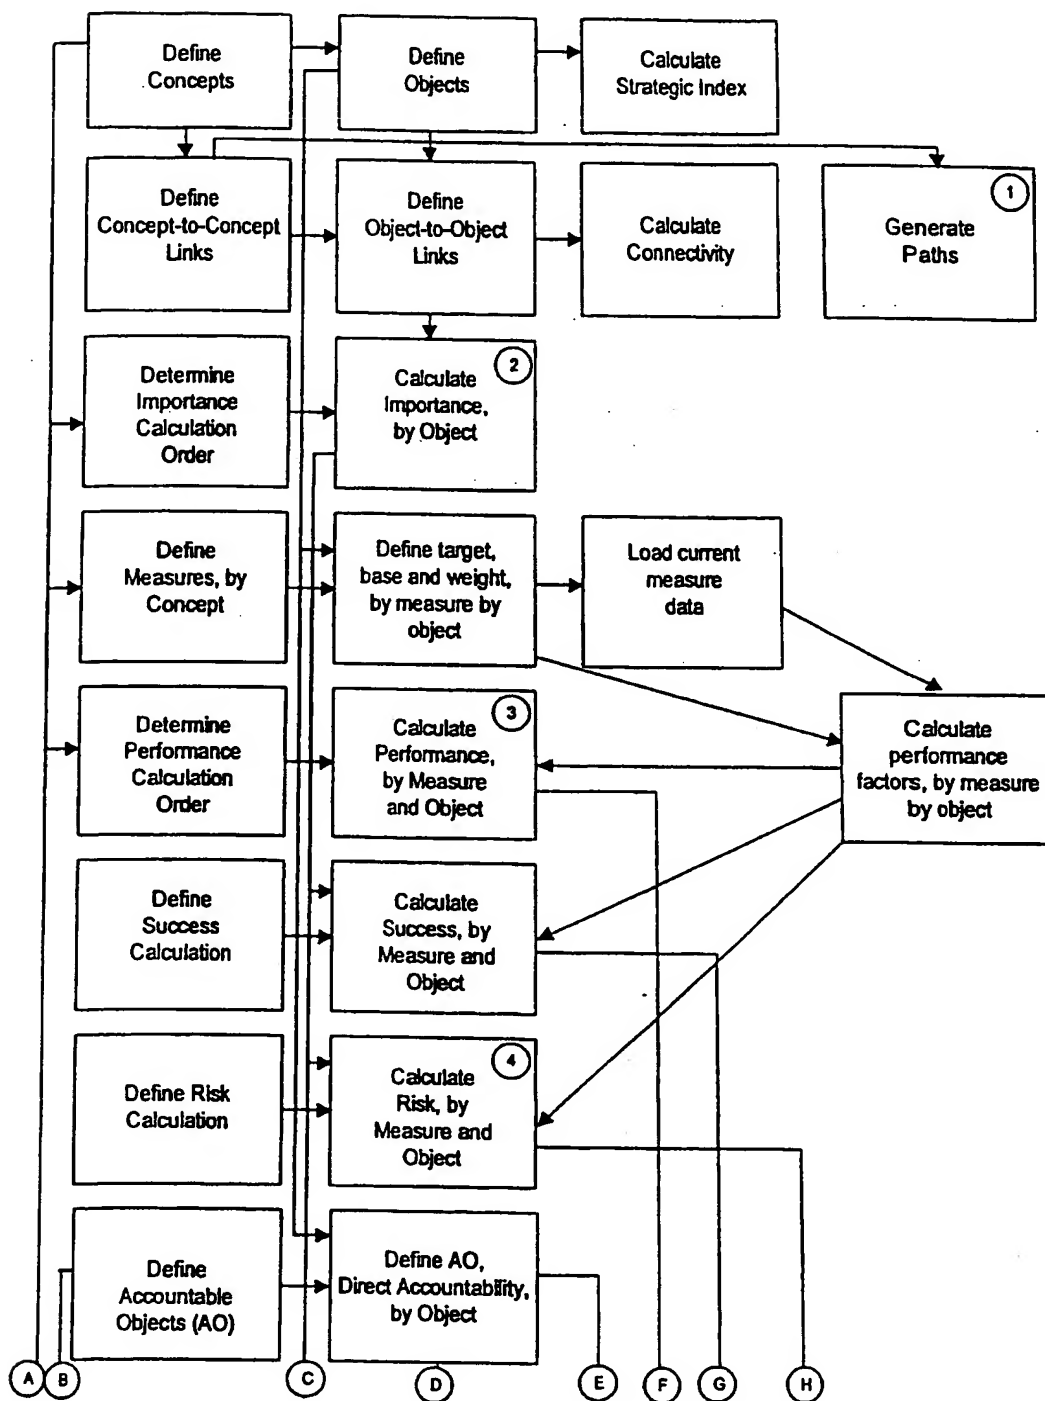 Define
Concepts
Define
Objects
Calculate
Strategic Index
Define
Concept-to-Concept
Links
Define
Object-to-Object
Links
Calculate
Connectivity
1
Generate
Paths
Determine
Importance
Calculation
Order
2
Calculate
Importance,
by Object
Define
Measures, by
Concept
Define target,
base and weight,
by measure by
object
Load current
measure
data
Determine
Performance
Calculation
Order
3
Calculate
Performance,
by Measure
and Object
Calculate
performance
factors, by measure
by object
Define
Success
Calculation
Calculate
Success, by
Measure and
Object
Define Risk
Calculation
4
Calculate
Risk, by
Measure and
Object
Define
Accountable
Objects (AO)
Define AO,
Direct Accountability,
by Object
A
B
C
D
E
F
G
H